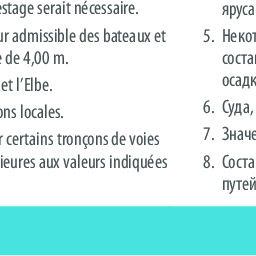 estage serait nécessaire.
ur admissible des bateaux et
e de 4,00 m.
et l'Elbe.
ons locales.
r certains tronçons de voies
ieures aux valeurs indiquées
яруса
5. Некот
соста
осадк
6. Суда,
7. Значе
8. Соста
путей